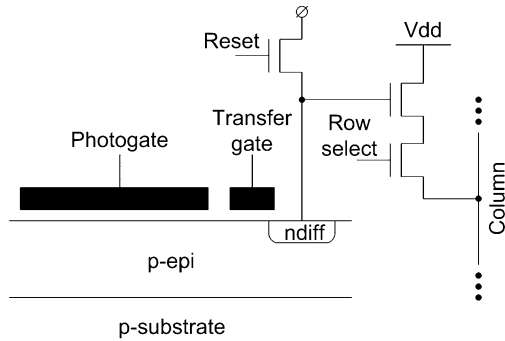 Reset
Vdd
Transfer
gate
Photogate
Row
select
Column
ndiff
p-epi
p-substrate